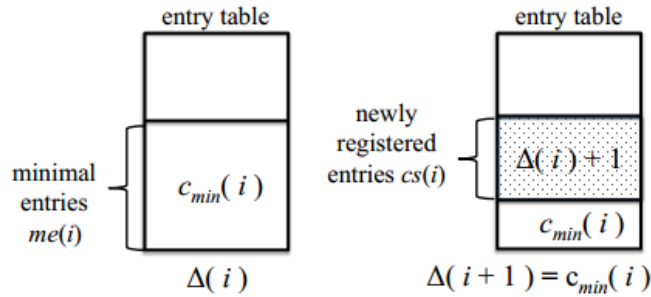 entry table
minimal
entries
me(i)
c_min( i )
Δ( i )
entry table
newly
registered
entries cs(i)
Δ( i ) + 1
c_min( i )
Δ( i + 1 ) = c_min( i )